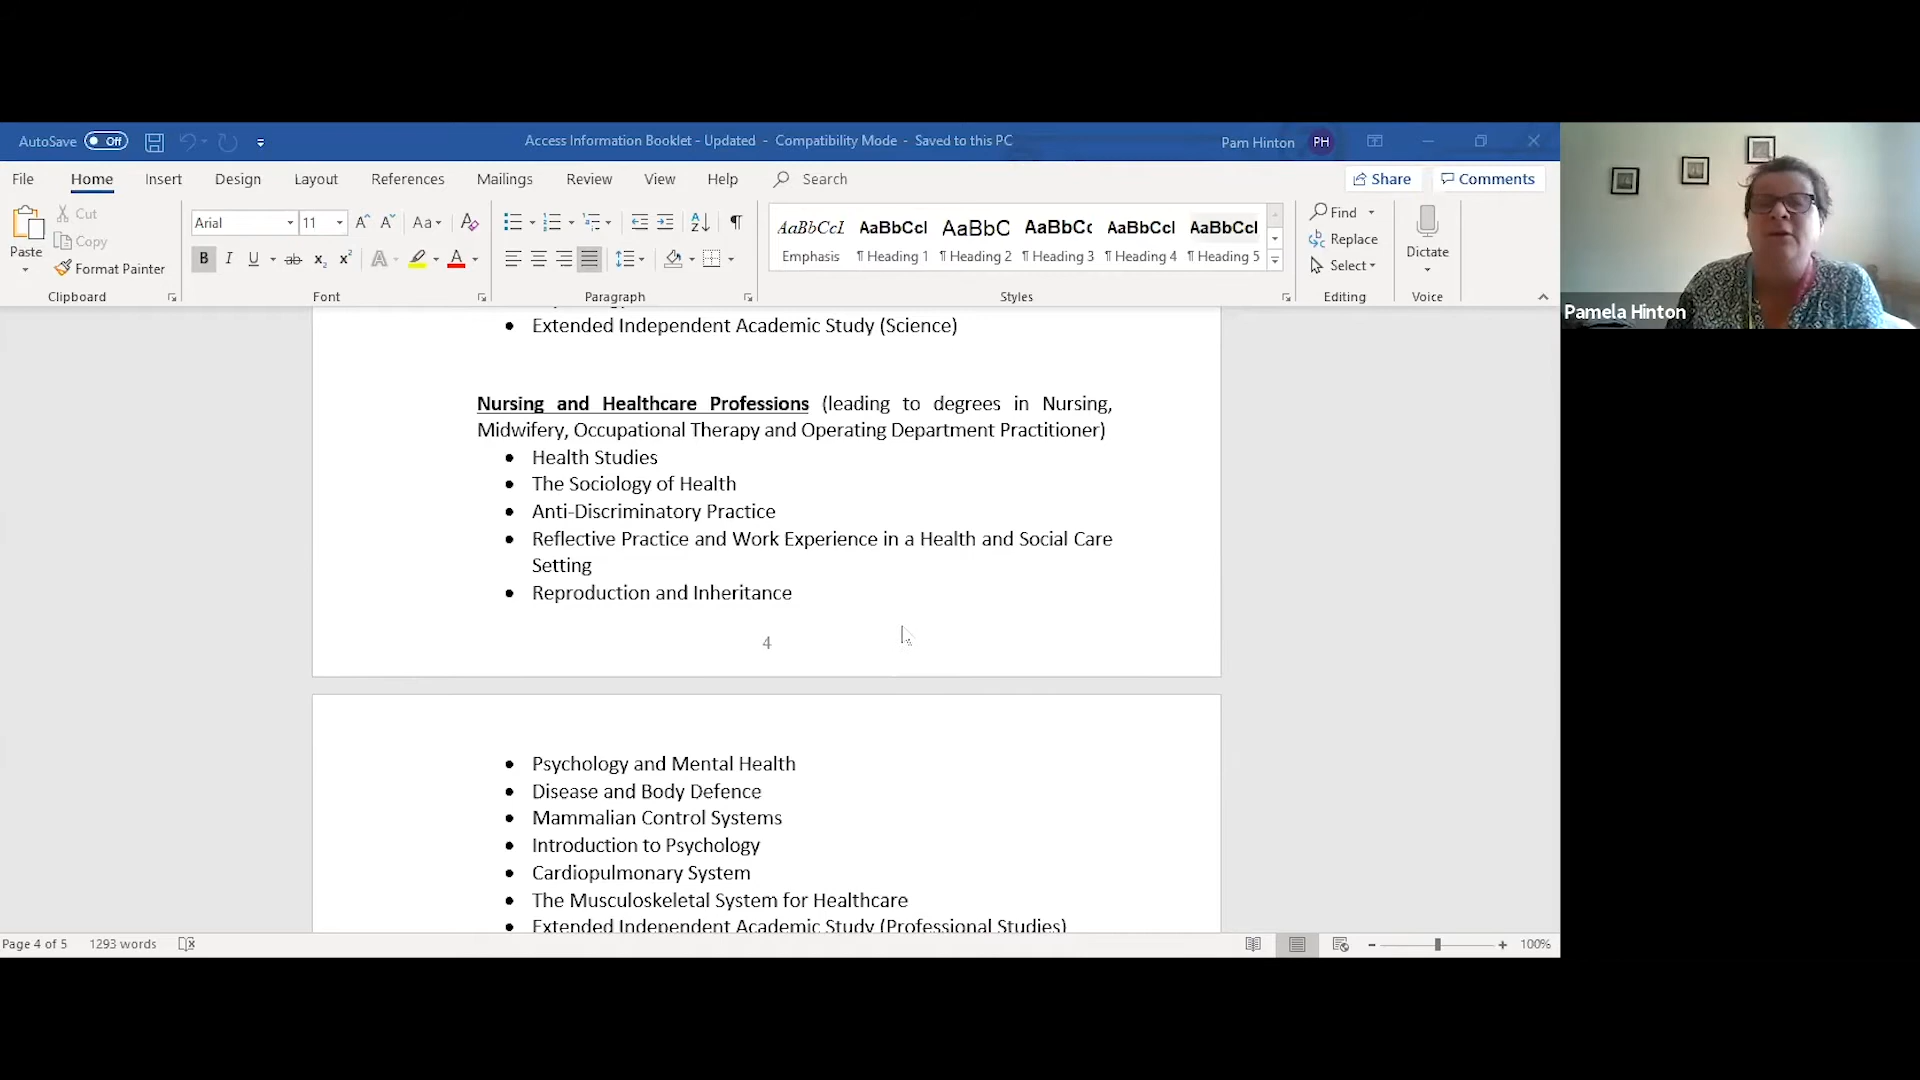 AutoSave Off
Access Information Booklet - Updated - Compatibility Mode - Saved to this PC
Pam Hinton PH
File Home Insert Design Layout References Mailings Review View Help Search
Share Comments
Paste
Cut
Copy
Format Painter
Clipboard
Arial 11
Font
Paragraph
AaBbCcI AaBbCcI AaBbC AaBbCc AaBbCcI AaBbCcI
Emphasis ¶ Heading 1 ¶ Heading 2 ¶ Heading 3 ¶ Heading 4 ¶ Heading 5
Styles
Find
Replace
Select
Editing
Dictate
Voice
Pamela Hinton
• Extended Independent Academic Study (Science)
Nursing and Healthcare Professions (leading to degrees in Nursing,
Midwifery, Occupational Therapy and Operating Department Practitioner)
• Health Studies
• The Sociology of Health
• Anti-Discriminatory Practice
• Reflective Practice and Work Experience in a Health and Social Care
Setting
• Reproduction and Inheritance
4
• Psychology and Mental Health
• Disease and Body Defence
• Mammalian Control Systems
• Introduction to Psychology
• Cardiopulmonary System
• The Musculoskeletal System for Healthcare
• Extended Independent Academic Study (Professional Studies)
Page 4 of 5 1293 words
100%